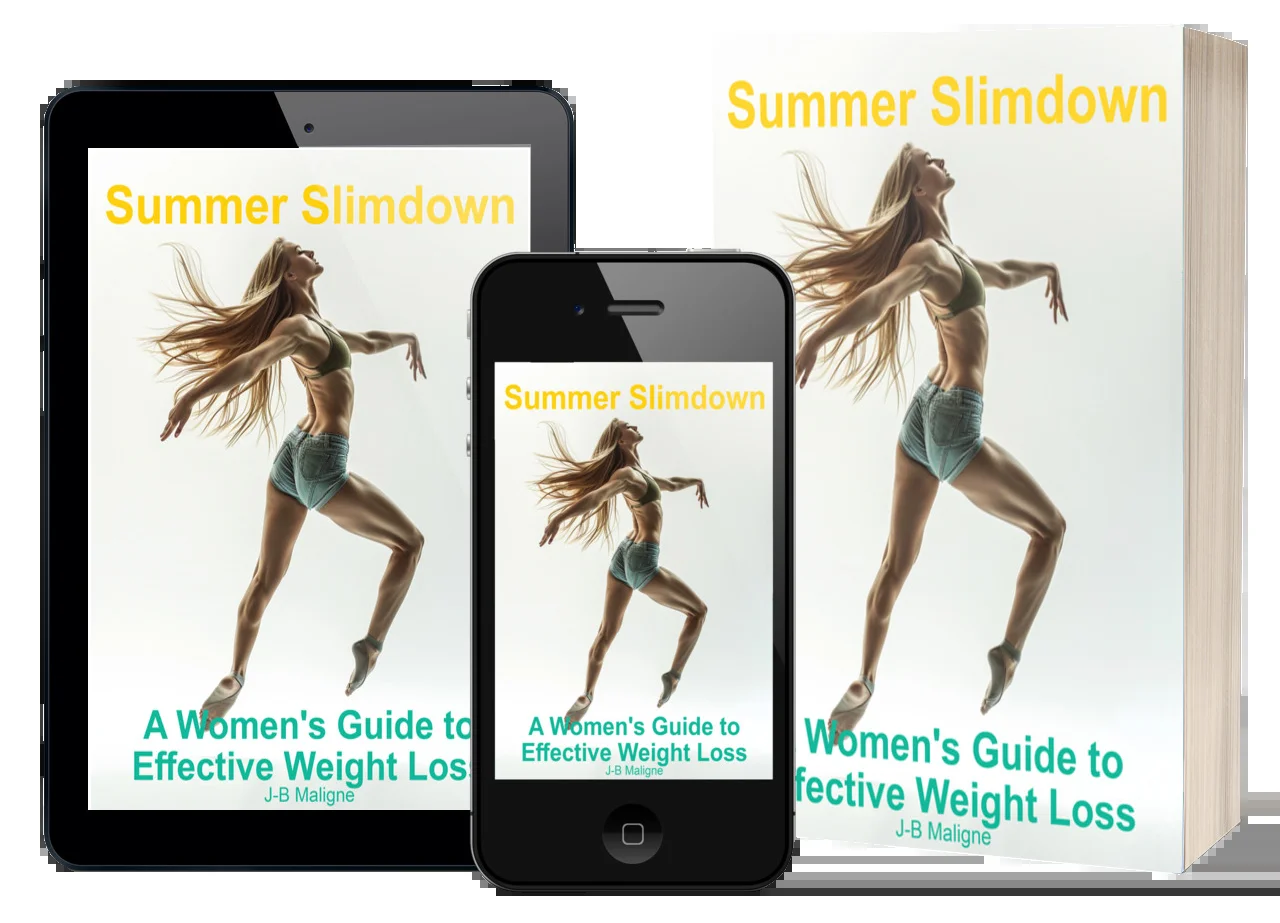 Summer Slimdown
A Women's Guide to
Effective Weight Los
J-B Maligne
Summer Slimdown
A Women's Guide to
Effective Weight Loss
J-B Maligne
Summer Slimdown
Women's Guide to
fective Weight Loss
J-B Maligne